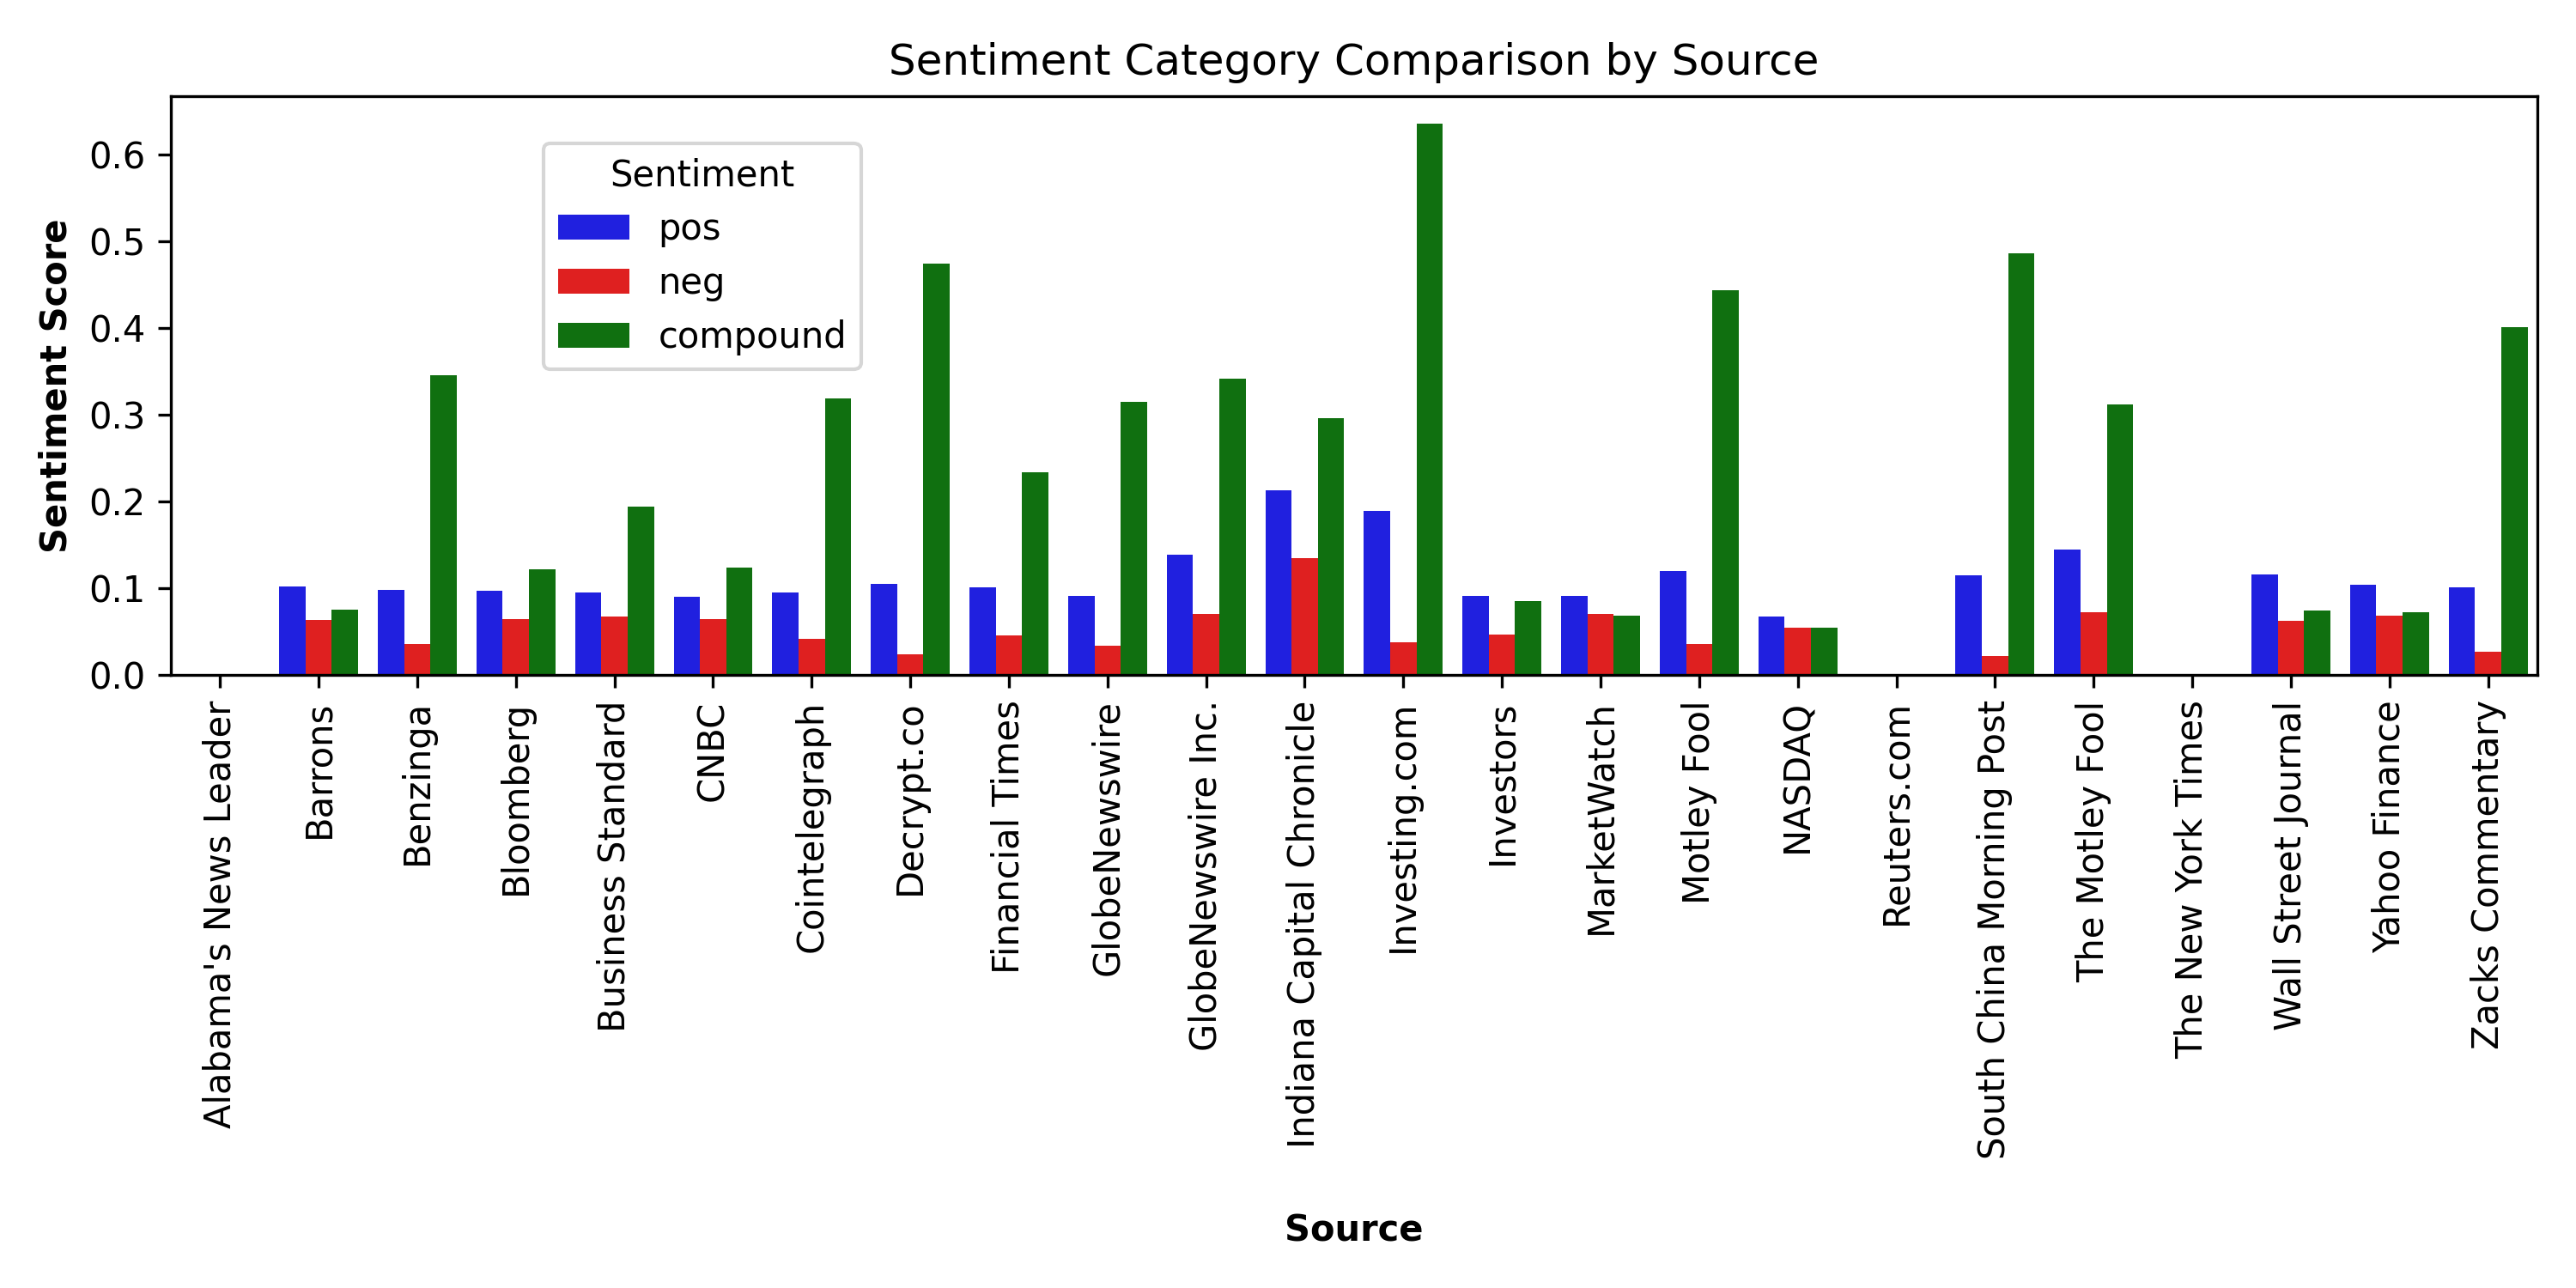 Sentiment Category Comparison by Source
Sentiment Score
0.6
0.5
0.4
0.3
0.2
0.1
0.0
Sentiment
pos
neg
compound
Alabama's News Leader
Barrons
Benzinga
Bloomberg
Business Standard
CNBC
Cointelegraph
Decrypt.co
Financial Times
GlobeNewswire
GlobeNewswire Inc.
Indiana Capital Chronicle
Investing.com
Investors
MarketWatch
Motley Fool
NASDAQ
Reuters.com
South China Morning Post
The Motley Fool
The New York Times
Wall Street Journal
Yahoo Finance
Zacks Commentary
Source